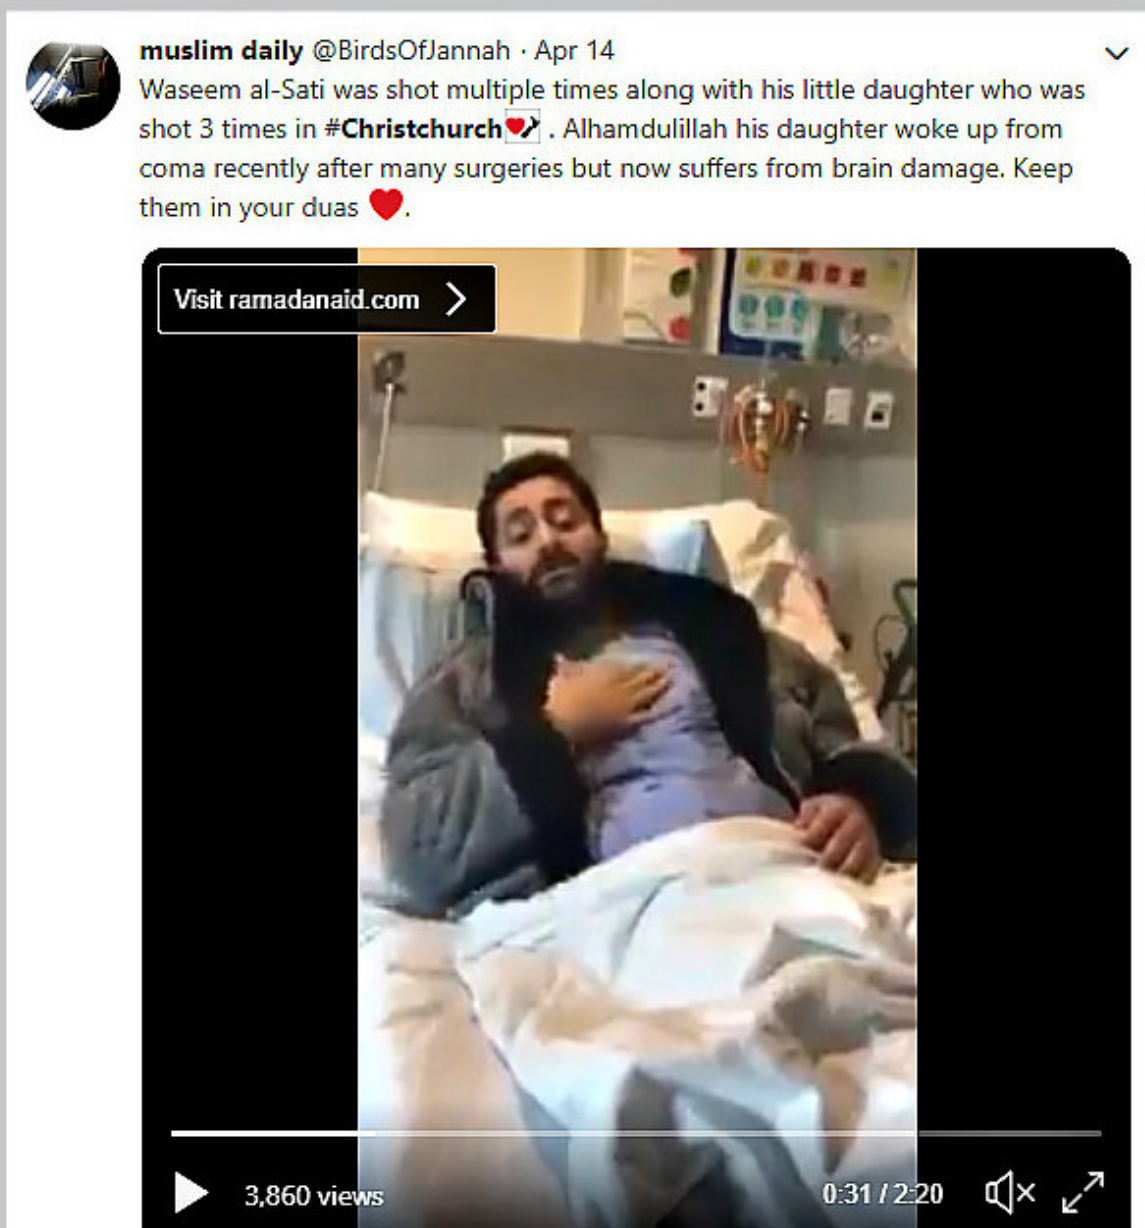 muslim daily @BirdsOfJannah · Apr 14
Waseem al-Sati was shot multiple times along with his little daughter who was
shot 3 times in #Christchurch . Alhamdulillah his daughter woke up from
coma recently after many surgeries but now suffers from brain damage. Keep
them in your duas ❤.
Visit ramadanaid.com
3,860 views
0:31 / 2:20